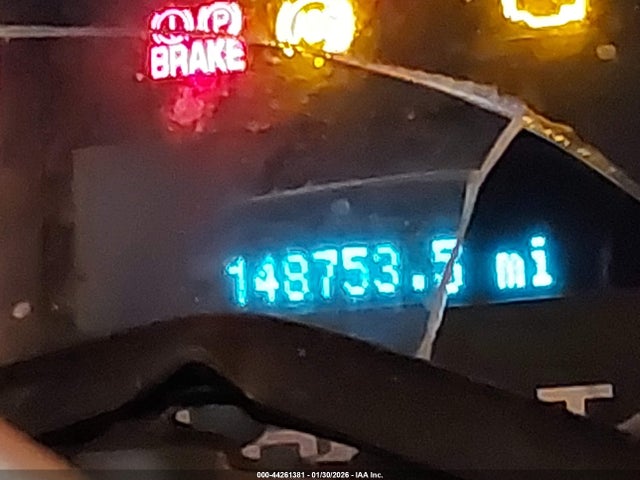 (!) (P)
BRAKE
148753.5 mi
000-44261381 - 01/30/2026 - IAA Inc.